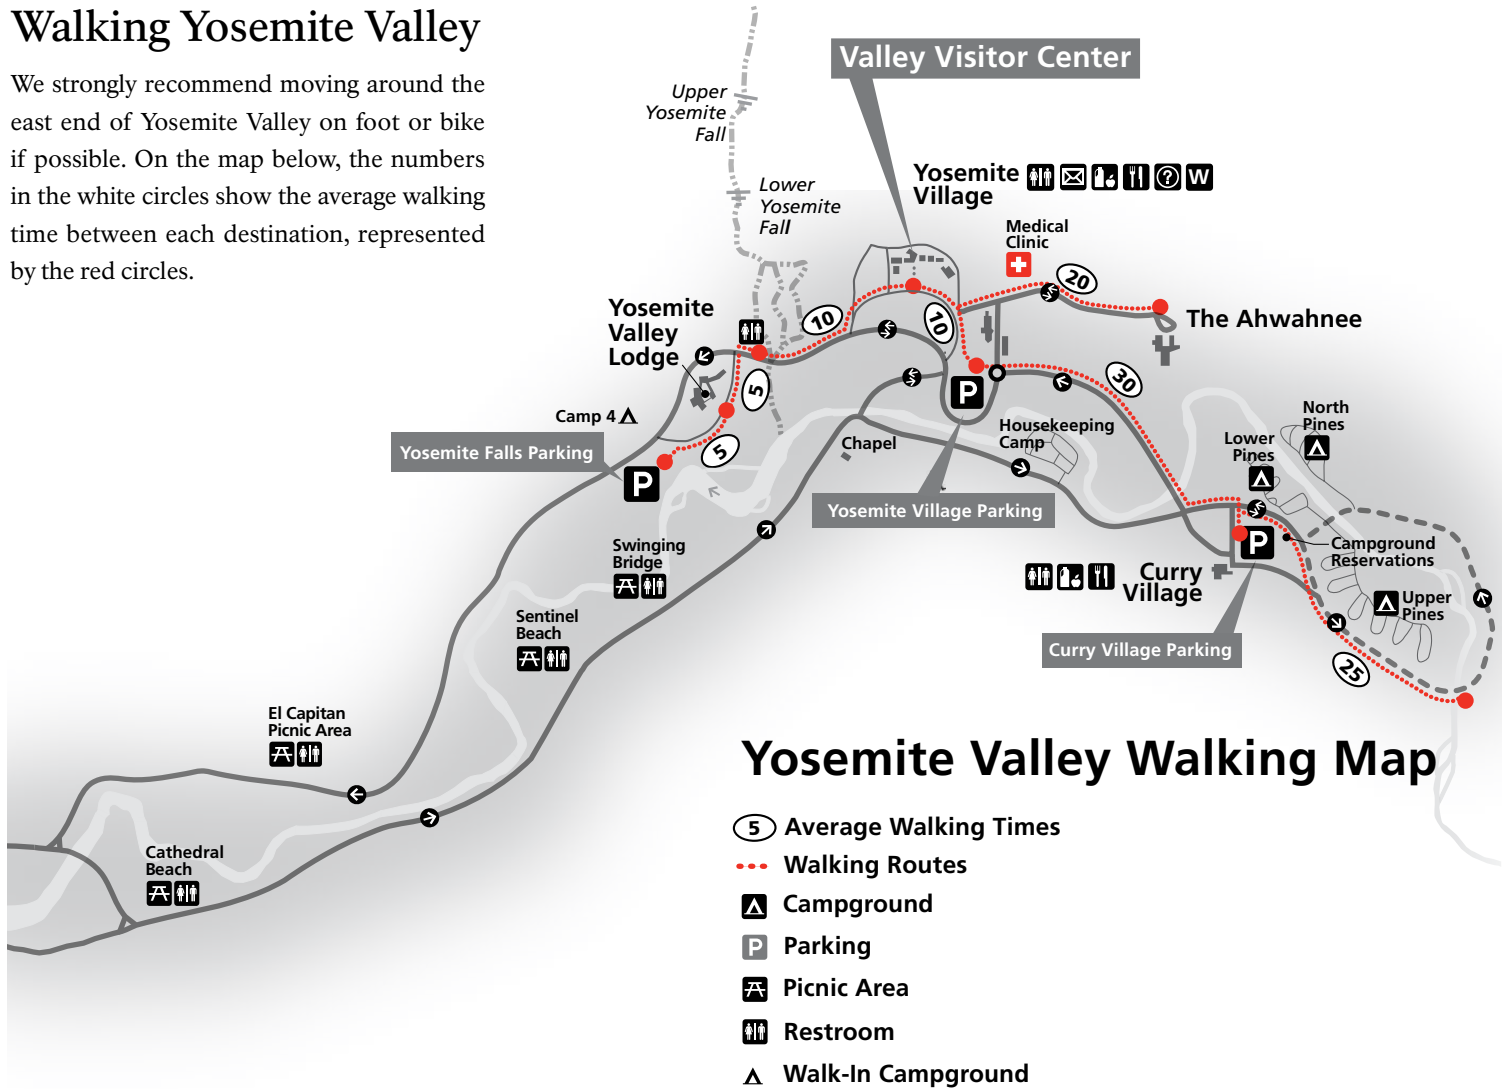 Walking Yosemite Valley
We strongly recommend moving around the
east end of Yosemite Valley on foot or bike
if possible. On the map below, the numbers
in the white circles show the average walking
time between each destination, represented
by the red circles.
Valley Visitor Center
Upper
Yosemite
Fall
Lower
Yosemite
Fall
Yosemite
Village
W
Medical
Clinic
20
The Ahwahnee
Yosemite
Valley
Lodge
10
10
5
5
30
Camp 4
Yosemite Falls Parking
P
P
Chapel
Housekeeping
Camp
Yosemite Village Parking
North
Pines
Lower
Pines
P
Campground
Reservations
Upper
Pines
Curry
Village
Curry Village Parking
25
Swinging
Bridge
Sentinel
Beach
El Capitan
Picnic Area
Cathedral
Beach
Yosemite Valley Walking Map
5 Average Walking Times
Walking Routes
Campground
P Parking
Picnic Area
Restroom
Walk-In Campground